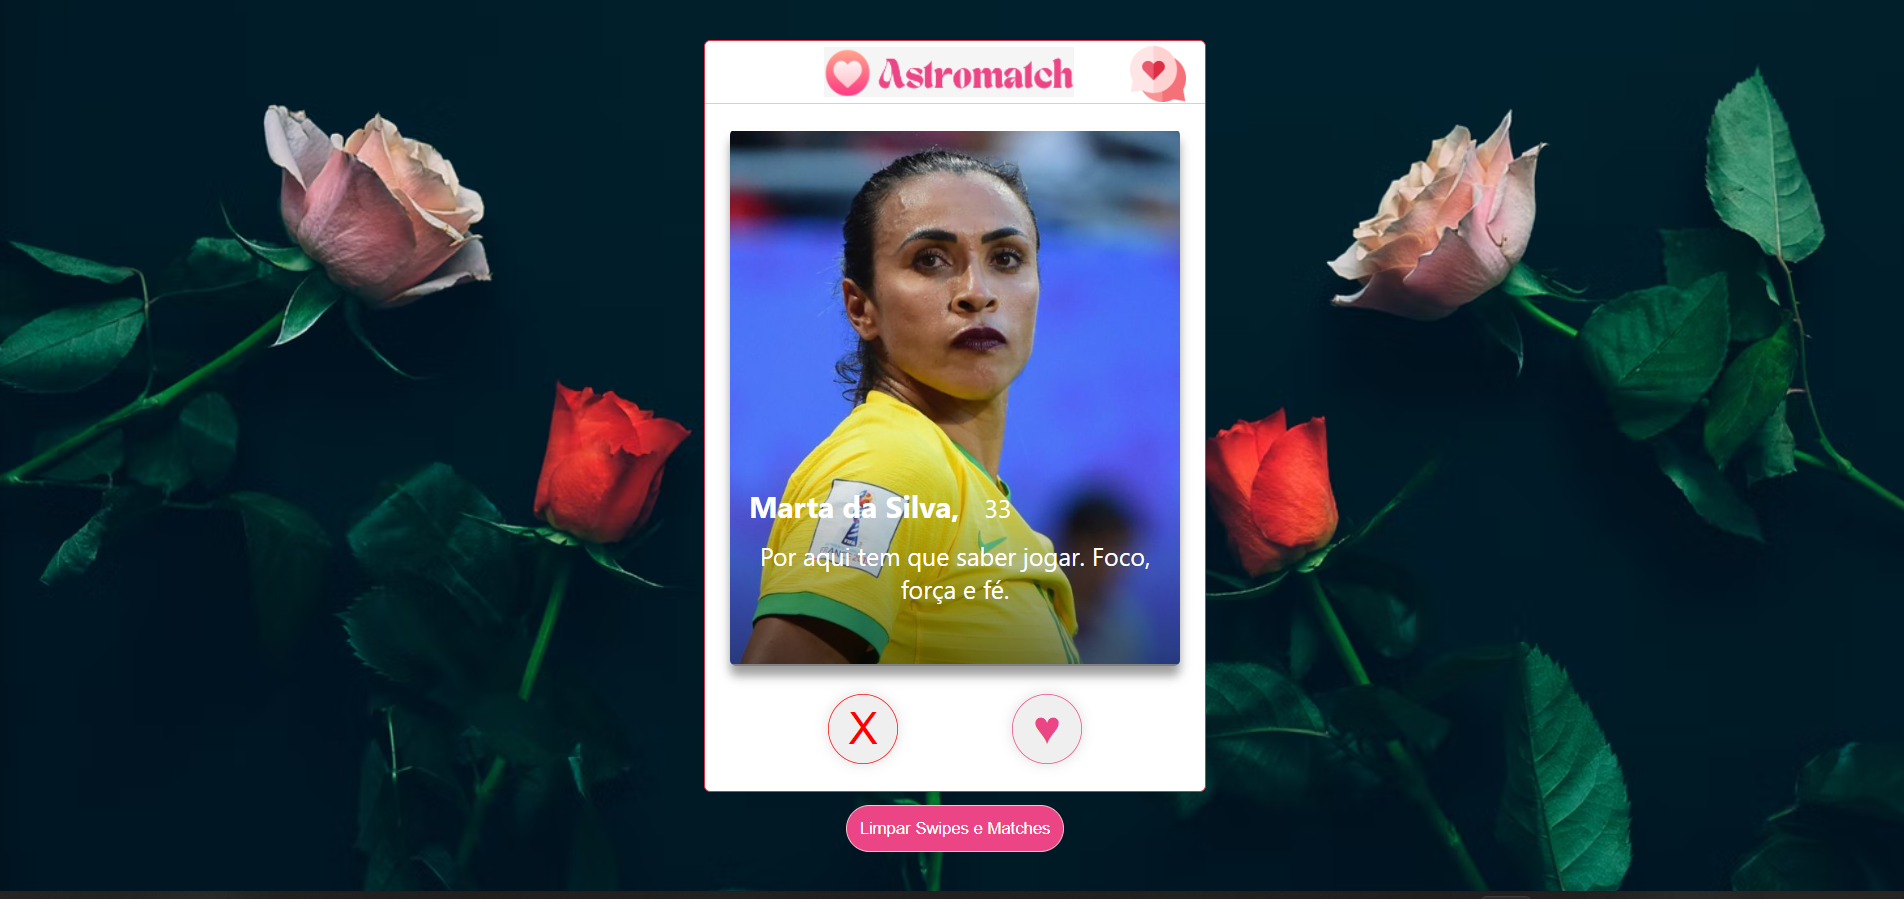 Astromatch
Marta da Silva, 33
Por aqui tem que saber jogar. Foco,
força e fé.
X
♥
Limpar Swipes e Matches